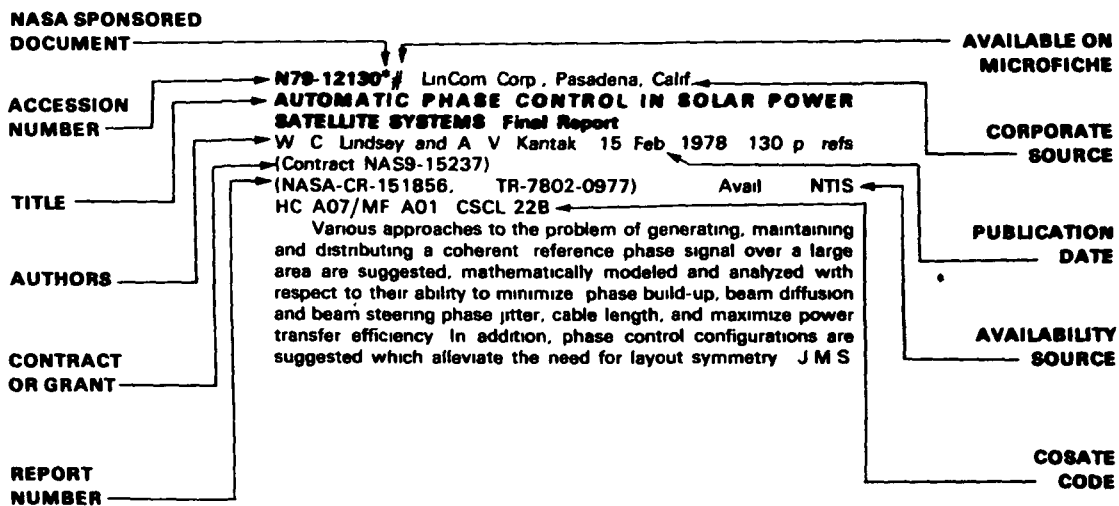 NASA SPONSORED
DOCUMENT
AVAILABLE ON
MICROFICHE
N79-12130*# LinCom Corp, Pasadena, Calif
ACCESSION
NUMBER
AUTOMATIC PHASE CONTROL IN SOLAR POWER
SATELLITE SYSTEMS Final Report
CORPORATE
SOURCE
W C Lindsey and A V Kantak 15 Feb 1978 130 p refs
(Contract NAS9-15237)
(NASA-CR-151856, TR-7802-0977) Avail NTIS
HC A07/MF A01 CSCL 22B
TITLE
Various approaches to the problem of generating, maintaining
and distributing a coherent reference phase signal over a large
area are suggested, mathematically modeled and analyzed with
respect to their ability to minimize phase build-up, beam diffusion
and beam steering phase jitter, cable length, and maximize power
transfer efficiency In addition, phase control configurations are
suggested which alleviate the need for layout symmetry J M S
PUBLICATION
DATE
AUTHORS
AVAILABILITY
SOURCE
CONTRACT
OR GRANT
COSATE
CODE
REPORT
NUMBER